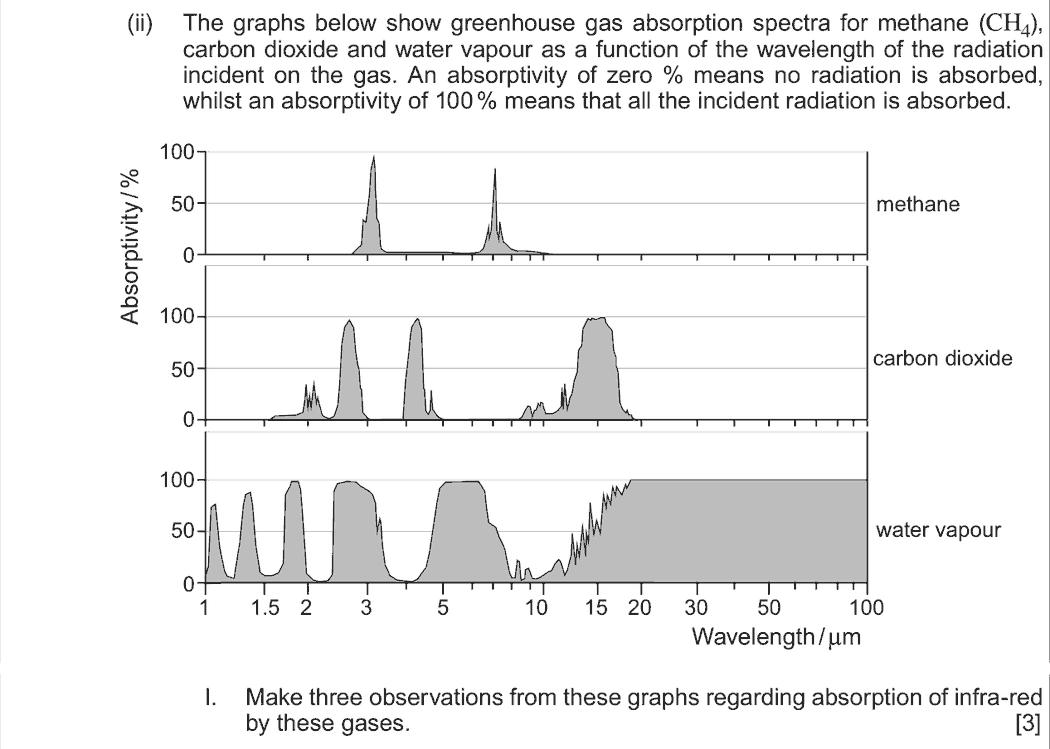 (ii) The graphs below show greenhouse gas absorption spectra for methane (CH₄),
carbon dioxide and water vapour as a function of the wavelength of the radiation
incident on the gas. An absorptivity of zero % means no radiation is absorbed,
whilst an absorptivity of 100 % means that all the incident radiation is absorbed.
Absorptivity / %
100
50
0
methane
100
50
0
carbon dioxide
100
50
0
water vapour
1 1.5 2 3 5 10 15 20 30 50 100
Wavelength / μm
I. Make three observations from these graphs regarding absorption of infra-red
by these gases. [3]